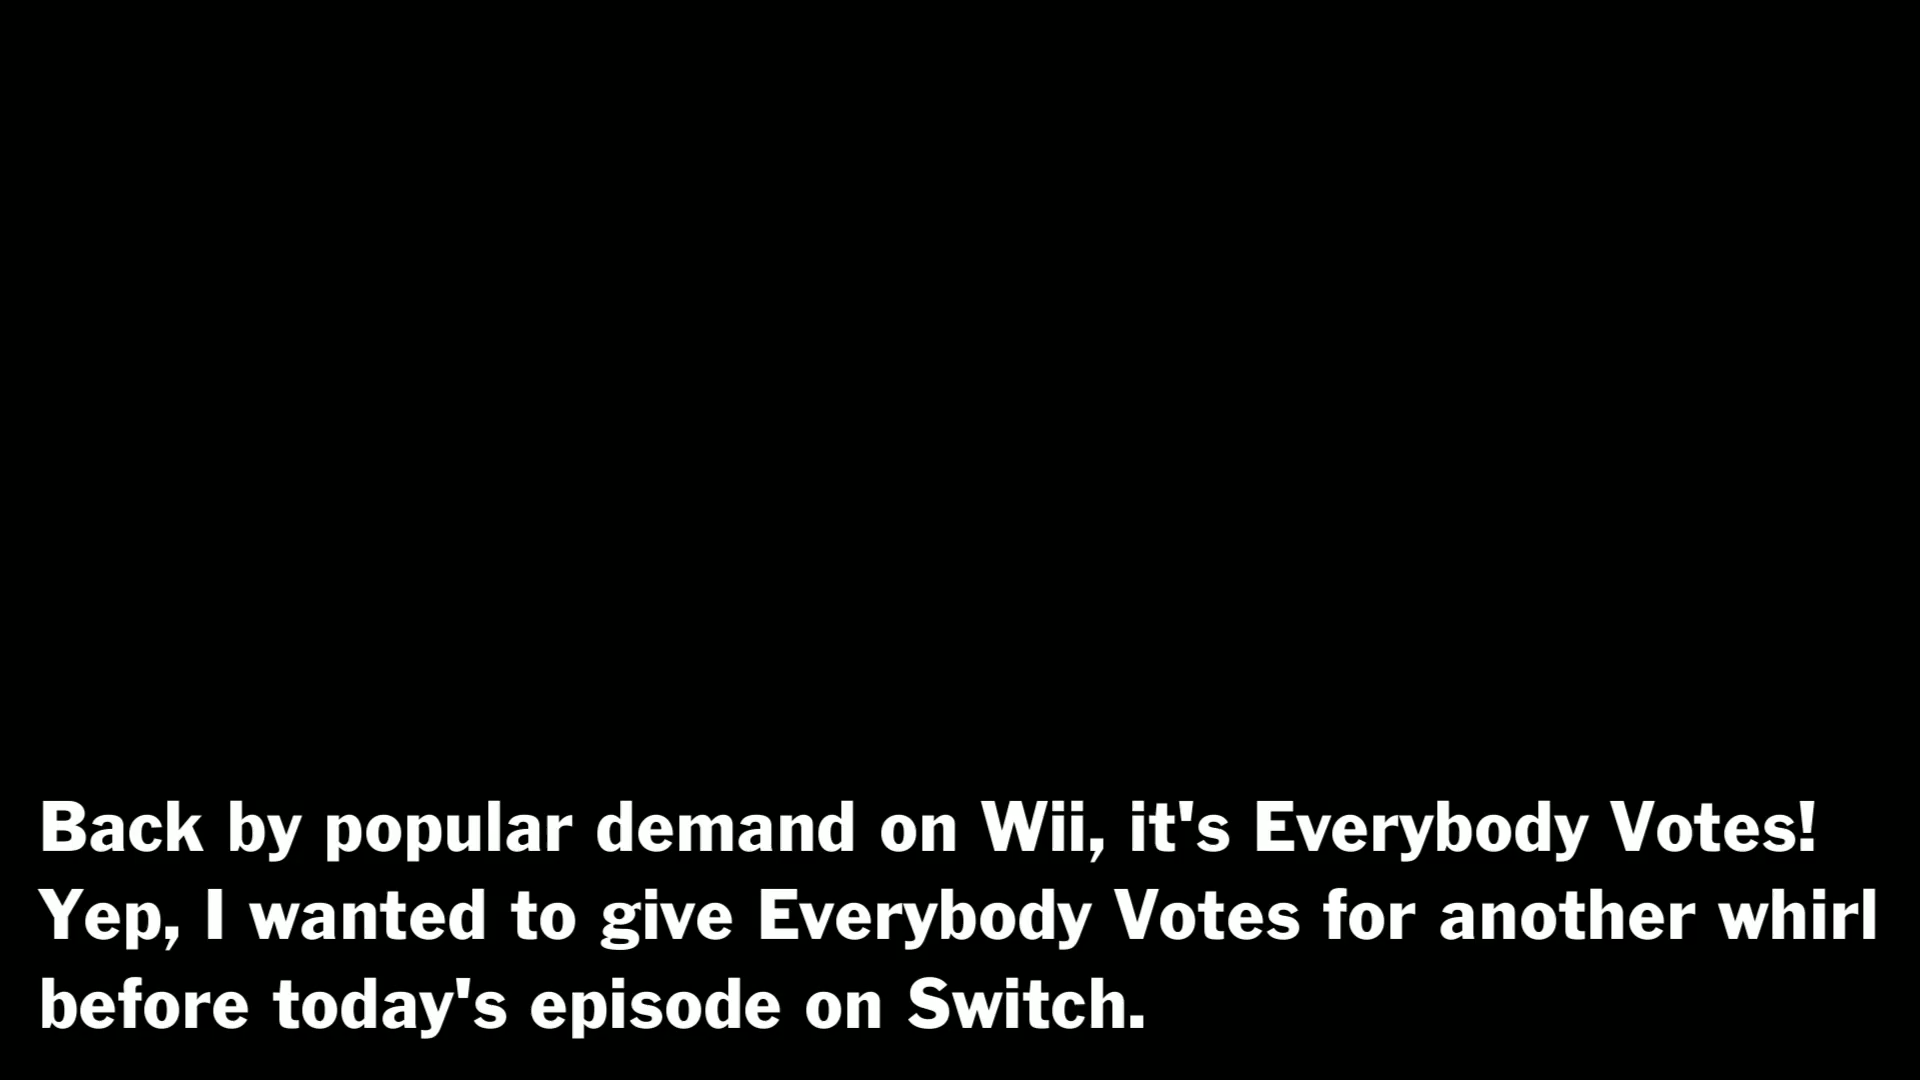 Back by popular demand on Wii, it's Everybody Votes!
Yep, I wanted to give Everybody Votes for another whirl
before today's episode on Switch.